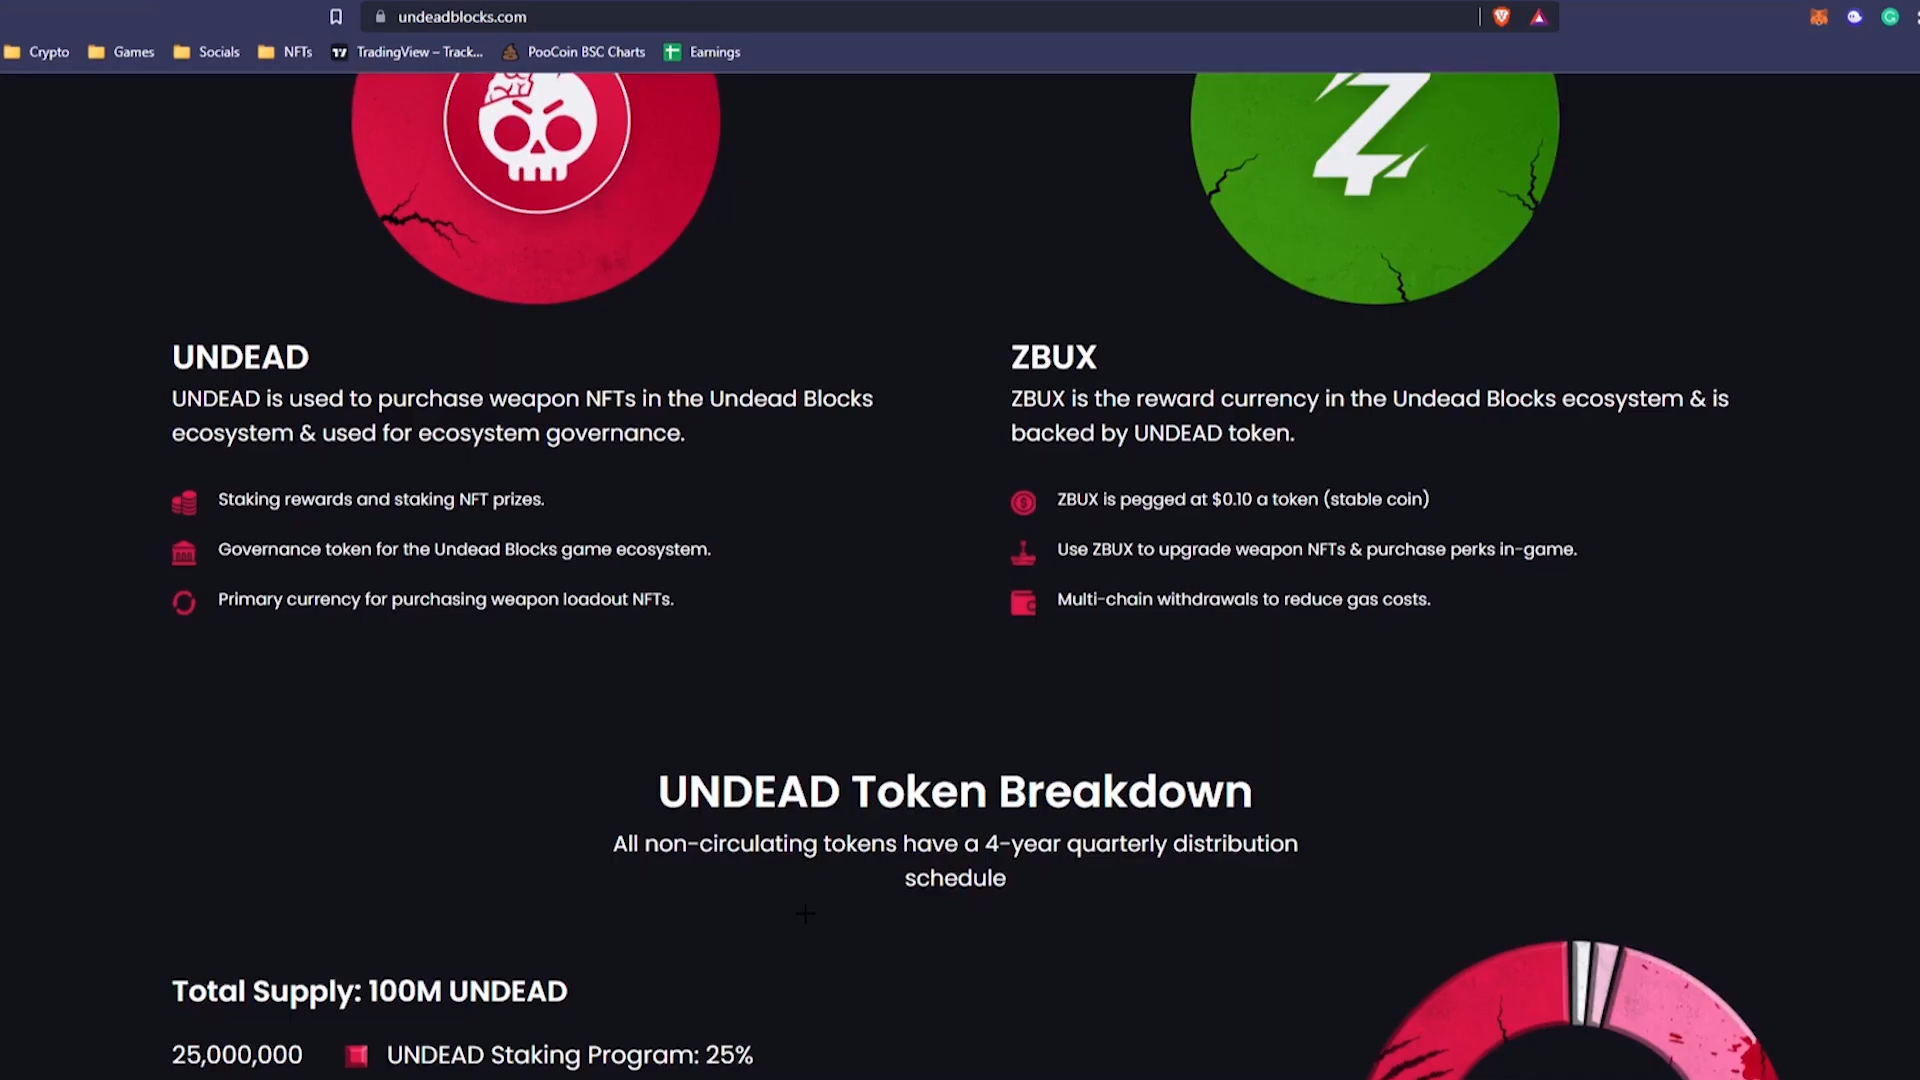 undeadblocks.com
Crypto
Games
Socials
NFTs
TradingView – Track...
PooCoin BSC Charts
Earnings
UNDEAD
UNDEAD is used to purchase weapon NFTs in the Undead Blocks
ecosystem & used for ecosystem governance.
Staking rewards and staking NFT prizes.
Governance token for the Undead Blocks game ecosystem.
Primary currency for purchasing weapon loadout NFTs.
ZBUX
ZBUX is the reward currency in the Undead Blocks ecosystem & is
backed by UNDEAD token.
ZBUX is pegged at $0.10 a token (stable coin)
Use ZBUX to upgrade weapon NFTs & purchase perks in-game.
Multi-chain withdrawals to reduce gas costs.
UNDEAD Token Breakdown
All non-circulating tokens have a 4-year quarterly distribution
schedule
Total Supply: 100M UNDEAD
25,000,000 UNDEAD Staking Program: 25%